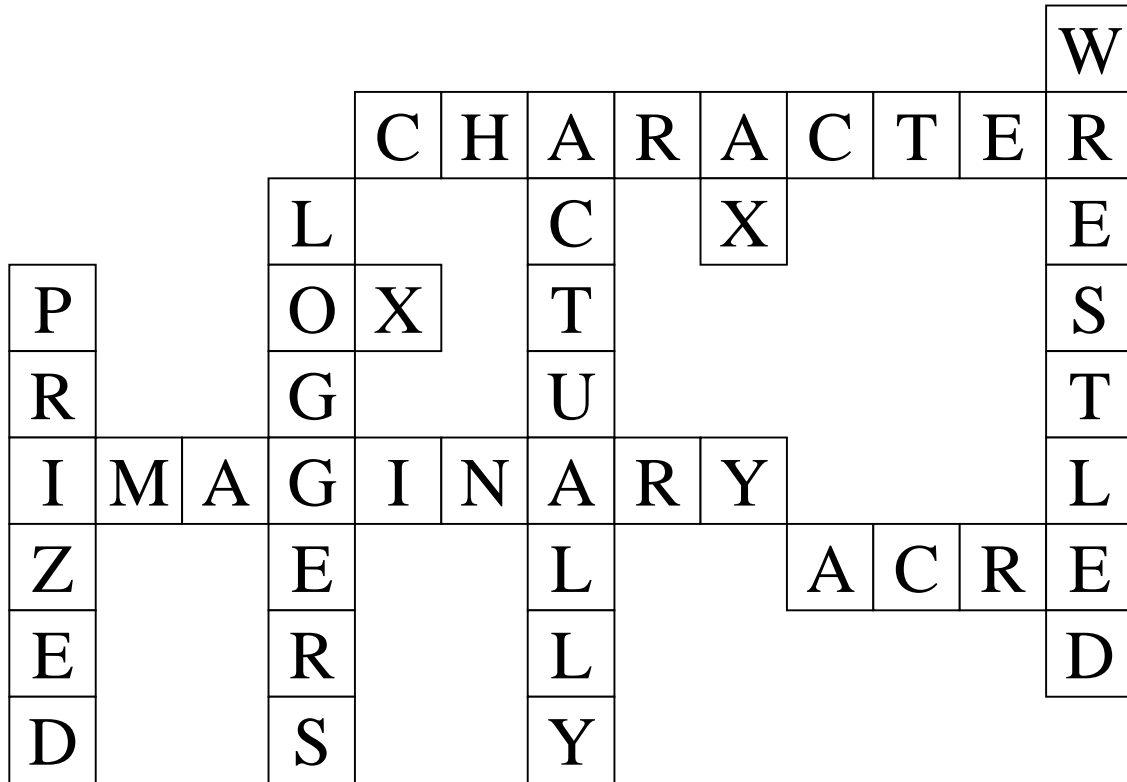 W
CHARACTER
L C X E
P OX T S
R G U T
IMAGINARY L
Z E L ACRE
E R L D
D S Y